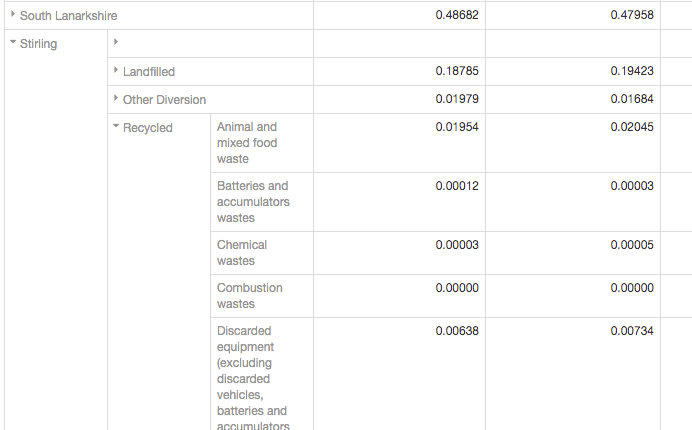 South Lanarkshire 0.48682 0.47958
Stirling
Landfilled 0.18785 0.19423
Other Diversion 0.01979 0.01684
Recycled Animal and 0.01954 0.02045
mixed food
waste
Batteries and 0.00012 0.00003
accumulators
wastes
Chemical 0.00003 0.00005
wastes
Combustion 0.00000 0.00000
wastes
Discarded 0.00638 0.00734
equipment
(excluding
discarded
vehicles,
batteries and
accumulators